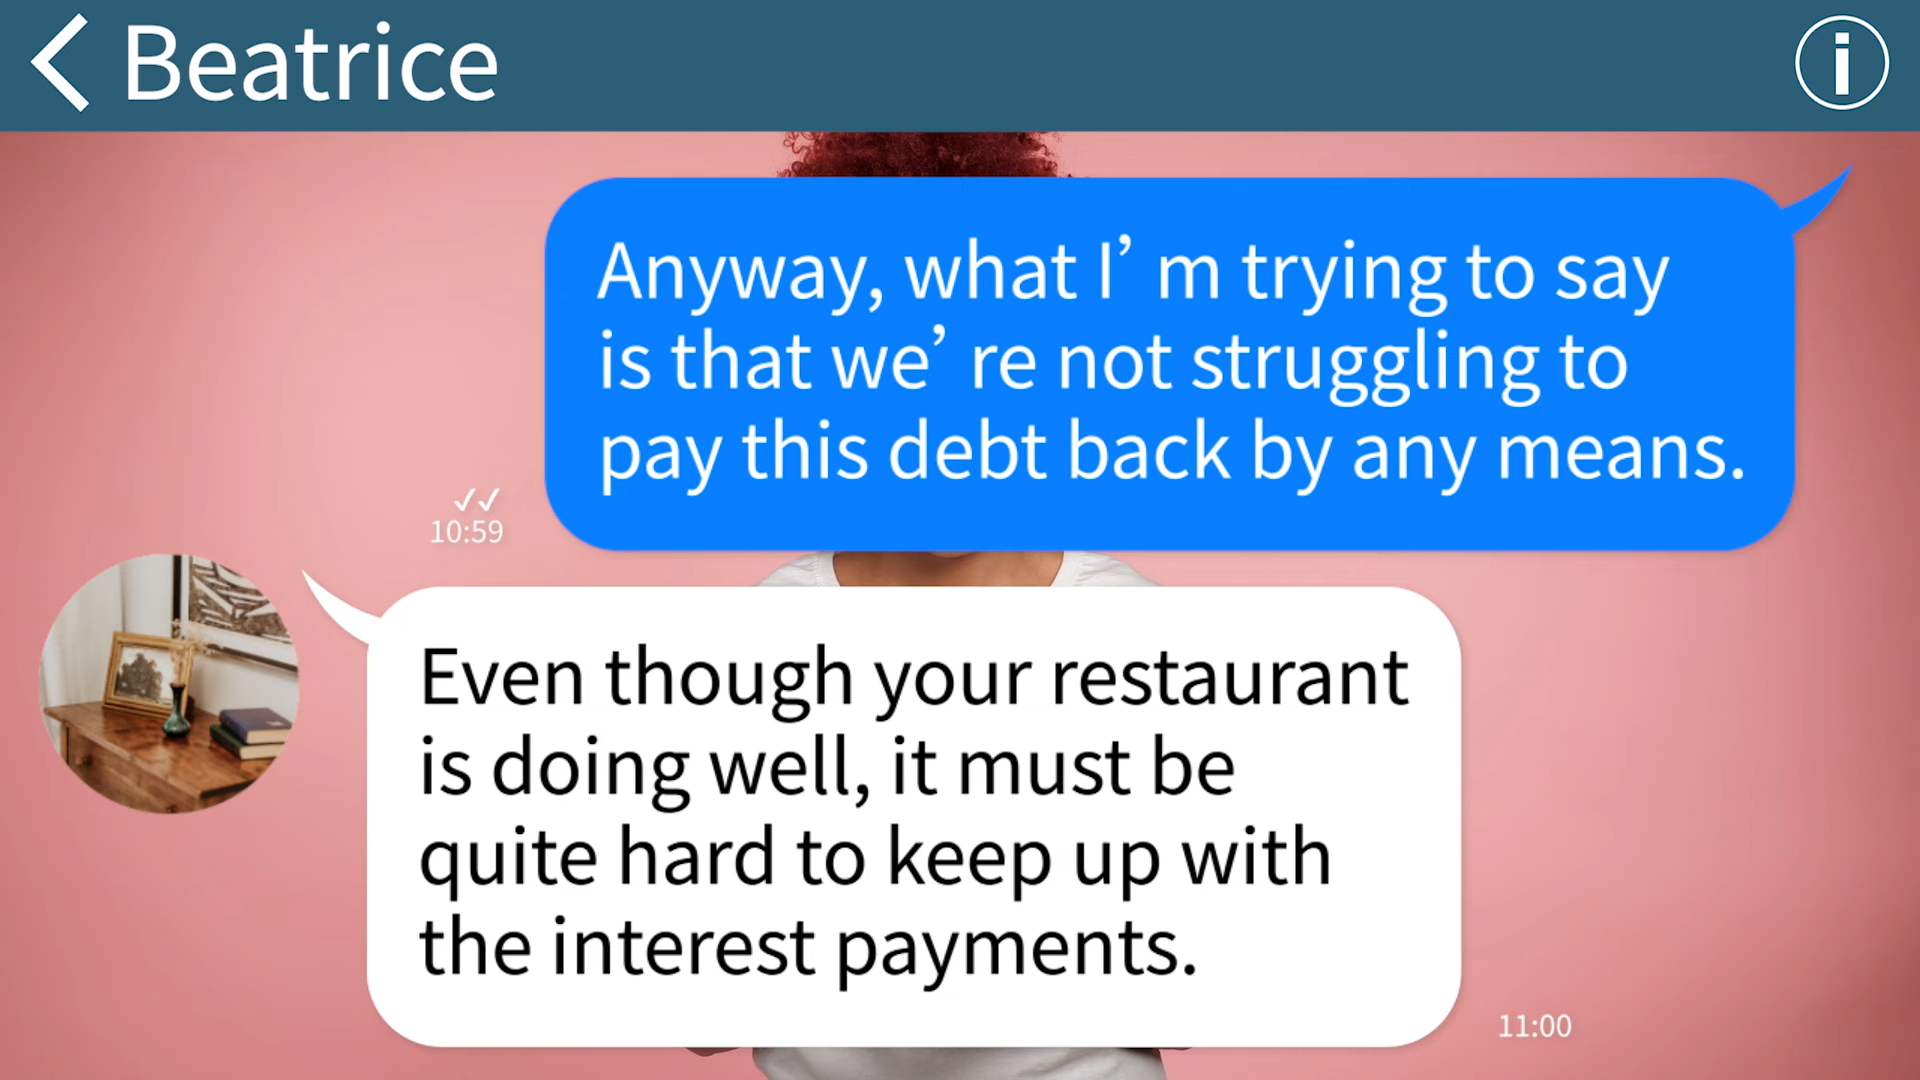 Beatrice
Anyway, what I’ m trying to say
is that we’ re not struggling to
pay this debt back by any means.
10:59
Even though your restaurant
is doing well, it must be
quite hard to keep up with
the interest payments.
11:00